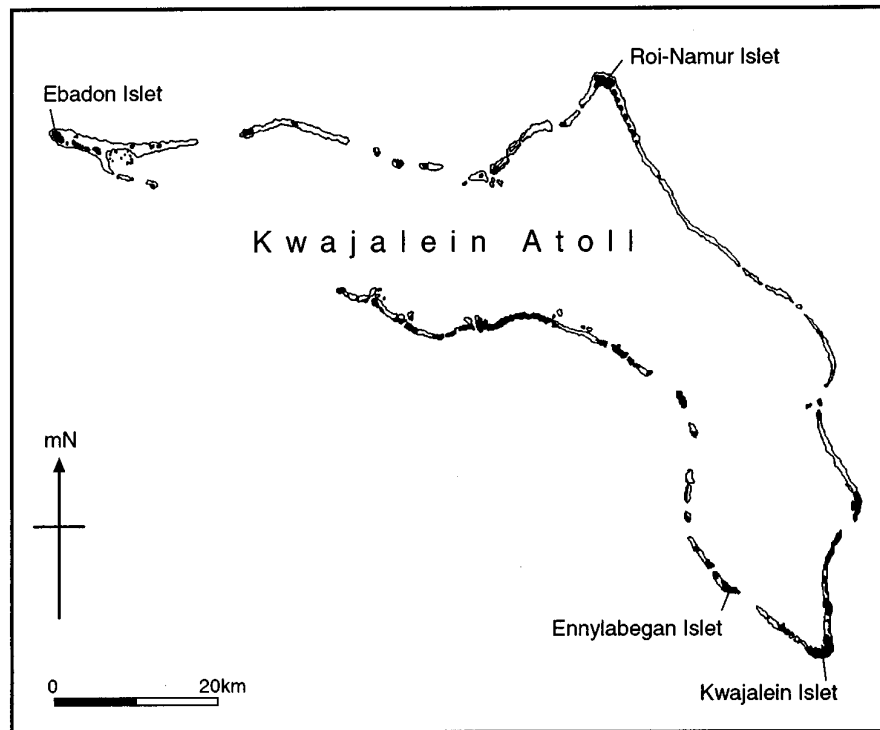 Roi-Namur Islet
Ebadon Islet
Kwajalein Atoll
mN
Ennylabegan Islet
0 20km
Kwajalein Islet